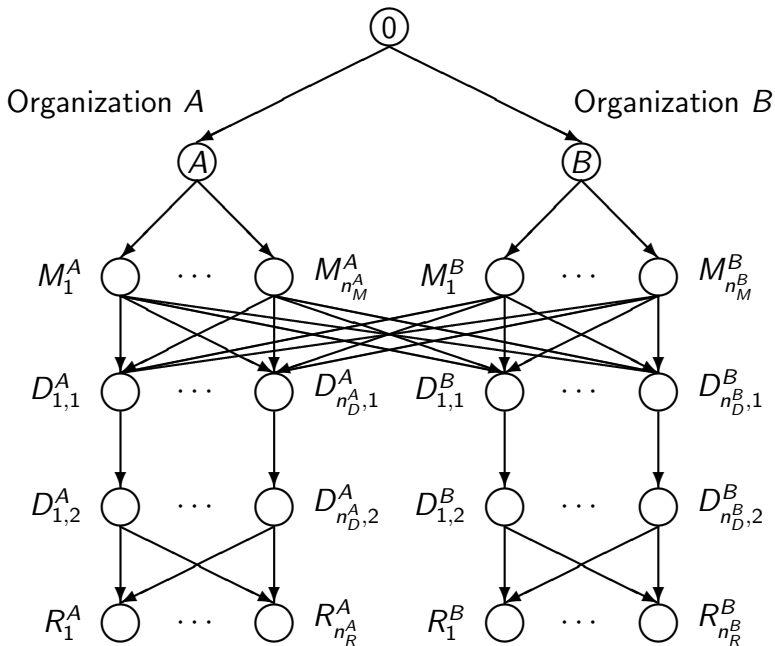 0
Organization A Organization B
A B
M_1^A ⋯ M_{n_M^A}^A M_1^B ⋯ M_{n_M^B}^B
D_{1,1}^A ⋯ D_{n_D^A,1}^A D_{1,1}^B ⋯ D_{n_D^B,1}^B
D_{1,2}^A ⋯ D_{n_D^A,2}^A D_{1,2}^B ⋯ D_{n_D^B,2}^B
R_1^A ⋯ R_{n_R^A}^A R_1^B ⋯ R_{n_R^B}^B